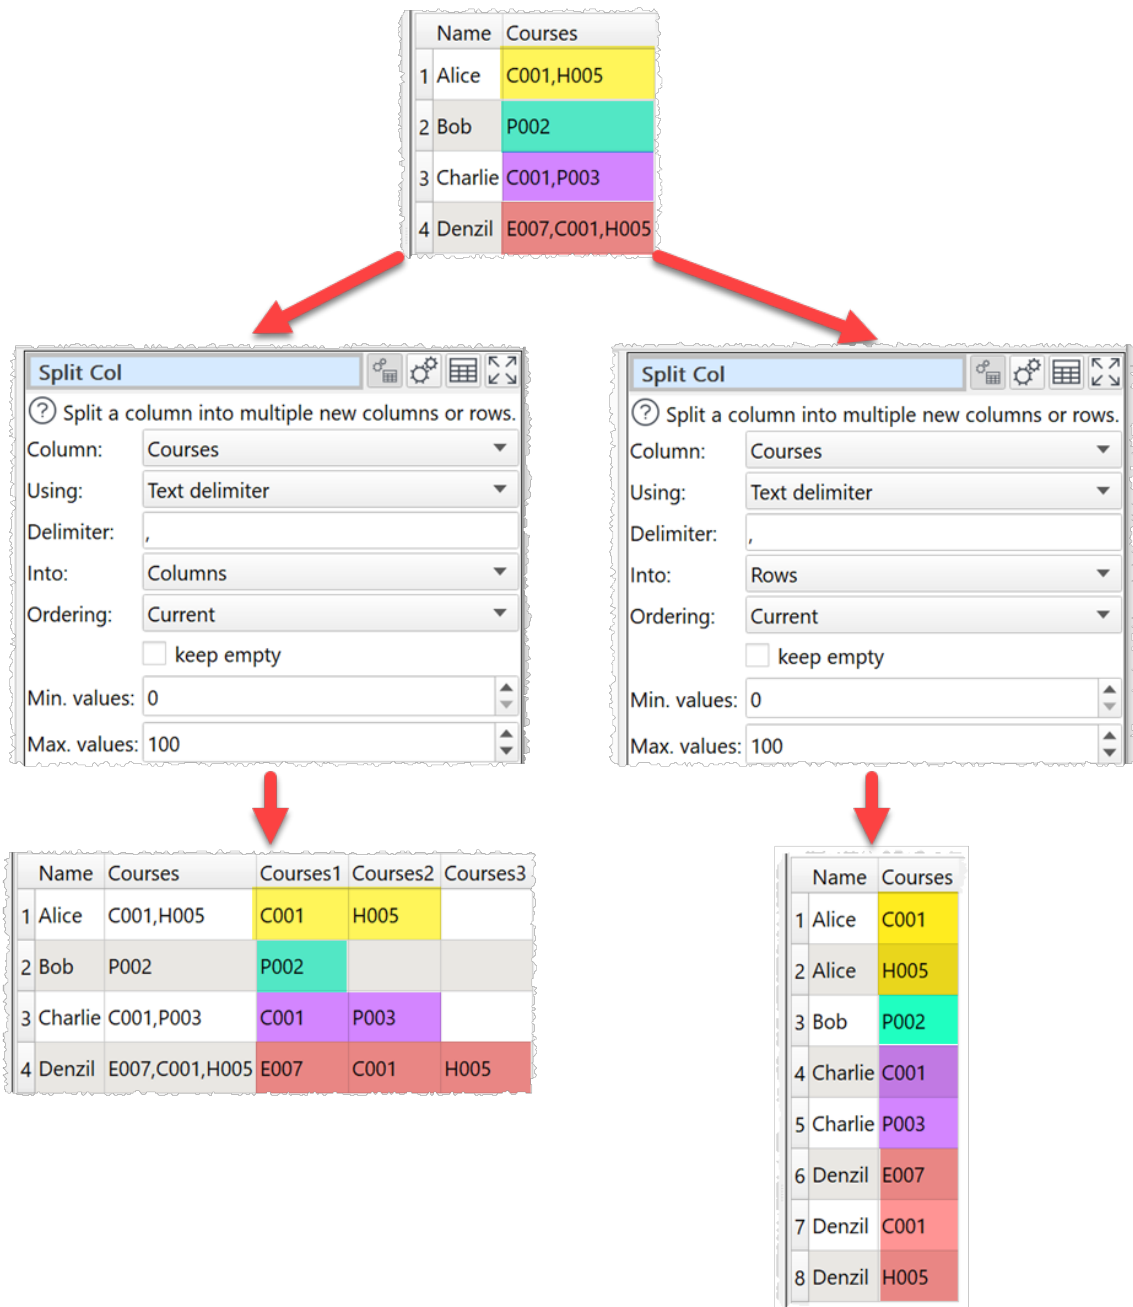 Name Courses
1 Alice C001,H005
2 Bob P002
3 Charlie C001,P003
4 Denzil E007,C001,H005
Split Col
? Split a column into multiple new columns or rows.
Column: Courses
Using: Text delimiter
Delimiter: ,
Into: Columns
Ordering: Current
keep empty
Min. values: 0
Max. values: 100
Split Col
? Split a column into multiple new columns or rows.
Column: Courses
Using: Text delimiter
Delimiter: ,
Into: Rows
Ordering: Current
keep empty
Min. values: 0
Max. values: 100
Name Courses Courses1 Courses2 Courses3
1 Alice C001,H005 C001 H005
2 Bob P002 P002
3 Charlie C001,P003 C001 P003
4 Denzil E007,C001,H005 E007 C001 H005
Name Courses
1 Alice C001
2 Alice H005
3 Bob P002
4 Charlie C001
5 Charlie P003
6 Denzil E007
7 Denzil C001
8 Denzil H005